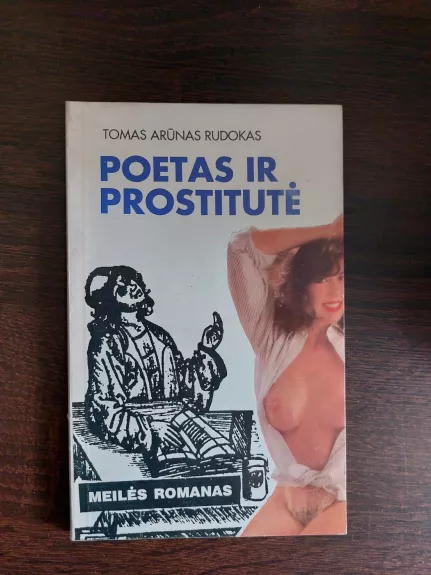 TOMAS ARŪNAS RUDOKAS
POETAS IR
PROSTITUTĖ
MEILĖS ROMANAS